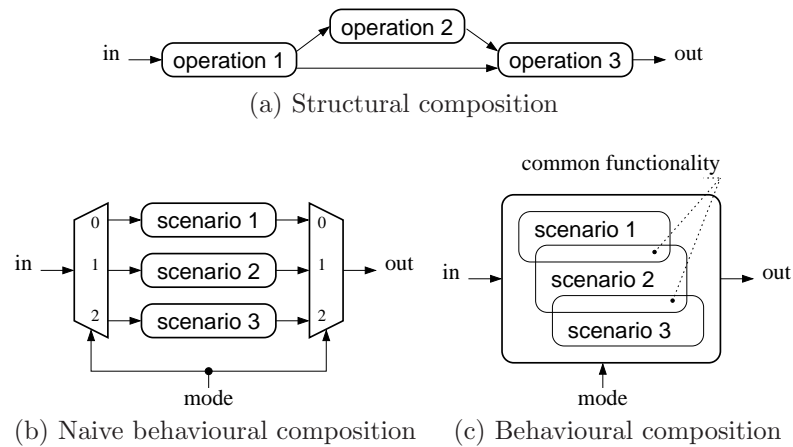 operation 2
in operation 1 operation 3 out
(a) Structural composition
common functionality
0 scenario 1 0
in 1 scenario 2 1 out
2 scenario 3 2
mode
(b) Naive behavioural composition
scenario 1
in scenario 2 out
scenario 3
mode
(c) Behavioural composition